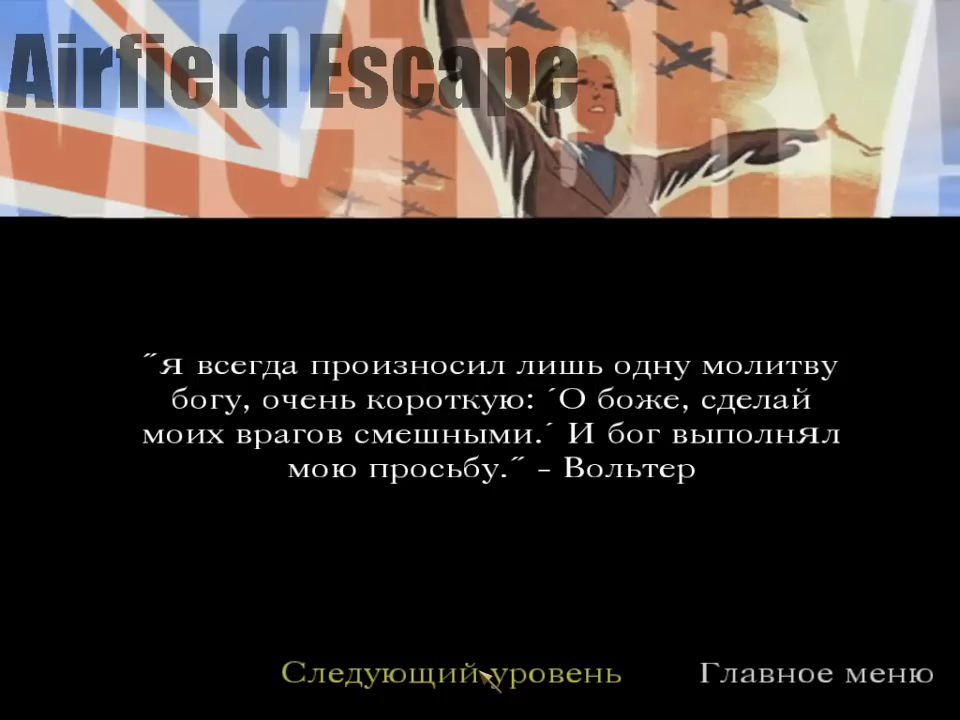 VICTORY
Airfield Escape
˝я всегда произносил лишь одну молитву
богу, очень короткую: ´О боже, сделай
моих врагов смешными.´ И бог выполнял
мою просьбу.˝ – Вольтер
Следующий уровень
Главное меню